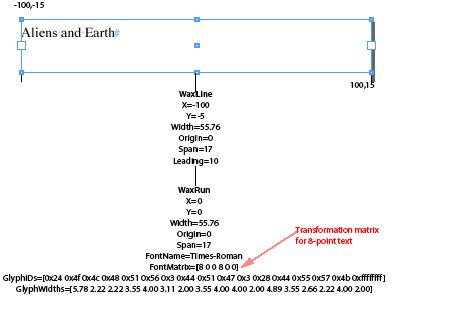 -100,-15
Aliens and Earth#
100,15
WaxLine
X=-100
Y= -5
Width=55.76
Origin=0
Span=17
Leading=10
WaxRun
X=0
Y=0
Width=55.76
Origin=0
Span=17
FontName=Times-Roman
FontMatrix=[8 0 0 8 0 0]
Transformation matrix
for 8-point text
GlyphIDs=[0x24 0x4f 0x4c 0x48 0x51 0x56 0x3 0x44 0x51 0x47 0x3 0x28 0x44 0x55 0x57 0x4b 0xffffffff]
GlyphWidths=[5.78 2.22 2.22 3.55 4.00 3.11 2.00 3.55 4.00 4.00 2.00 4.89 3.55 2.66 2.22 4.00 2.00]